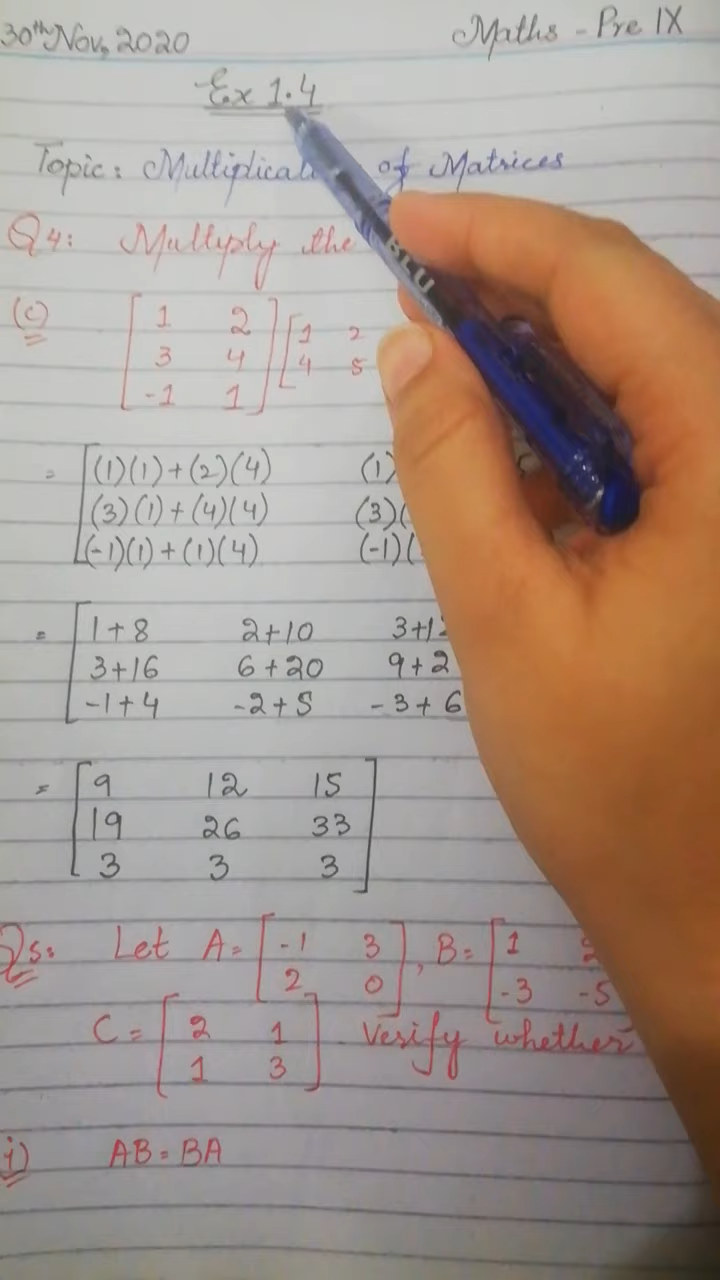 30th Nov, 2020 Maths - Pre IX
Ex 1.4
Topic: of Matrices
Q4: Multiply the
(c) [ 1 2 ] [ 1 2
3 4 4 5
-1 1
= [ (1)(1) + (2)(4) (1)
(3)(1) + (4)(4) (3)(
(-1)(1) + (1)(4) (-1)(
= [ 1+8 2+10 3+12
3+16 6+20 9+2
-1+4 -2+5 -3+6
= [ 9 12 15 ]
19 26 33
3 3 3
Q5: Let A = [ -1 3 ], B = [ 1 2
2 0 -3 -5
C = [ 2 1 ] Verify whether
1 3
i) AB = BA
BLU